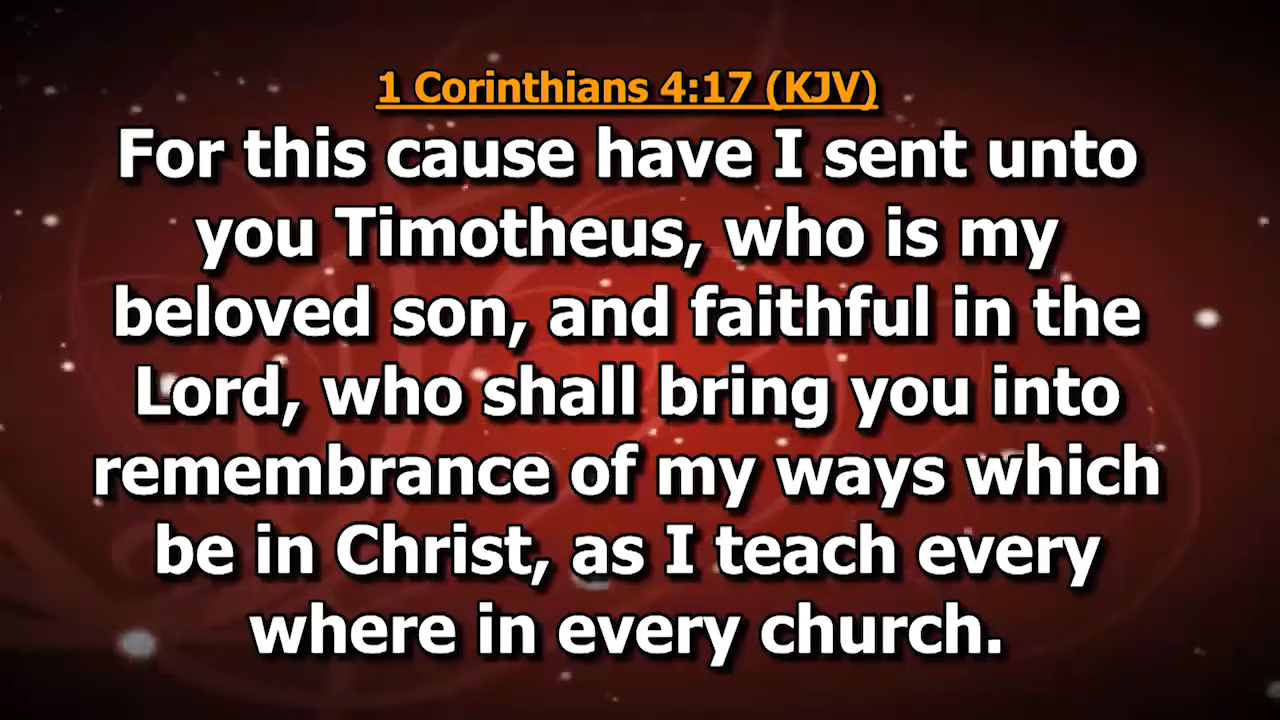 1 Corinthians 4:17 (KJV)
For this cause have I sent unto
you Timotheus, who is my
beloved son, and faithful in the
Lord, who shall bring you into
remembrance of my ways which
be in Christ, as I teach every
where in every church.